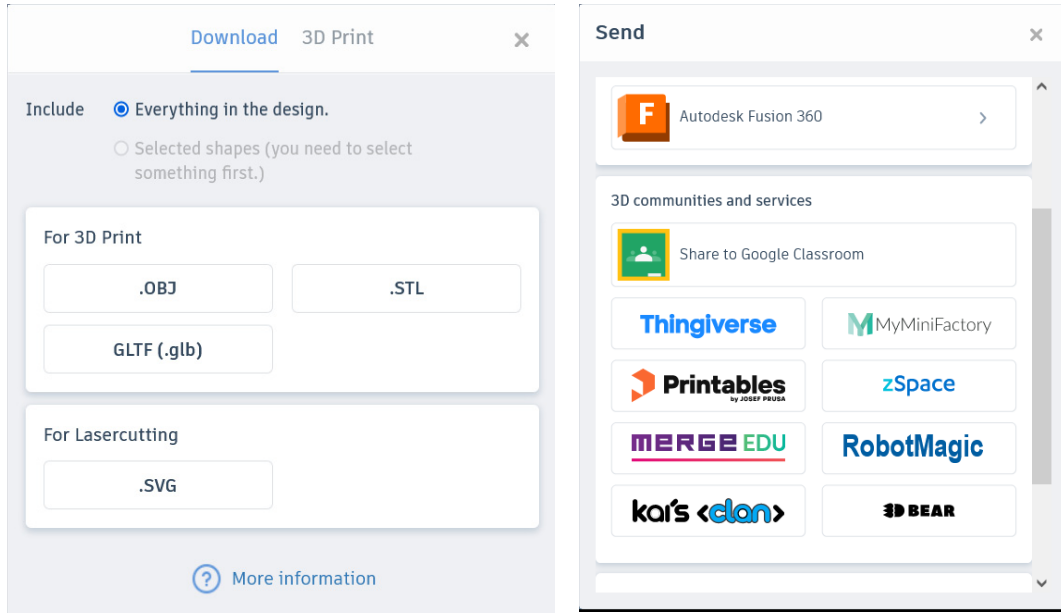 Download 3D Print
Include Everything in the design.
Selected shapes (you need to select
something first.)
For 3D Print
.OBJ .STL
GLTF (.glb)
For Lasercutting
.SVG
? More information
Send
F Autodesk Fusion 360
3D communities and services
Share to Google Classroom
Thingiverse MyMiniFactory
Printables zSpace
by JOSEF PRUSA
MERGE EDU RobotMagic
kai's <clan> 3D BEAR